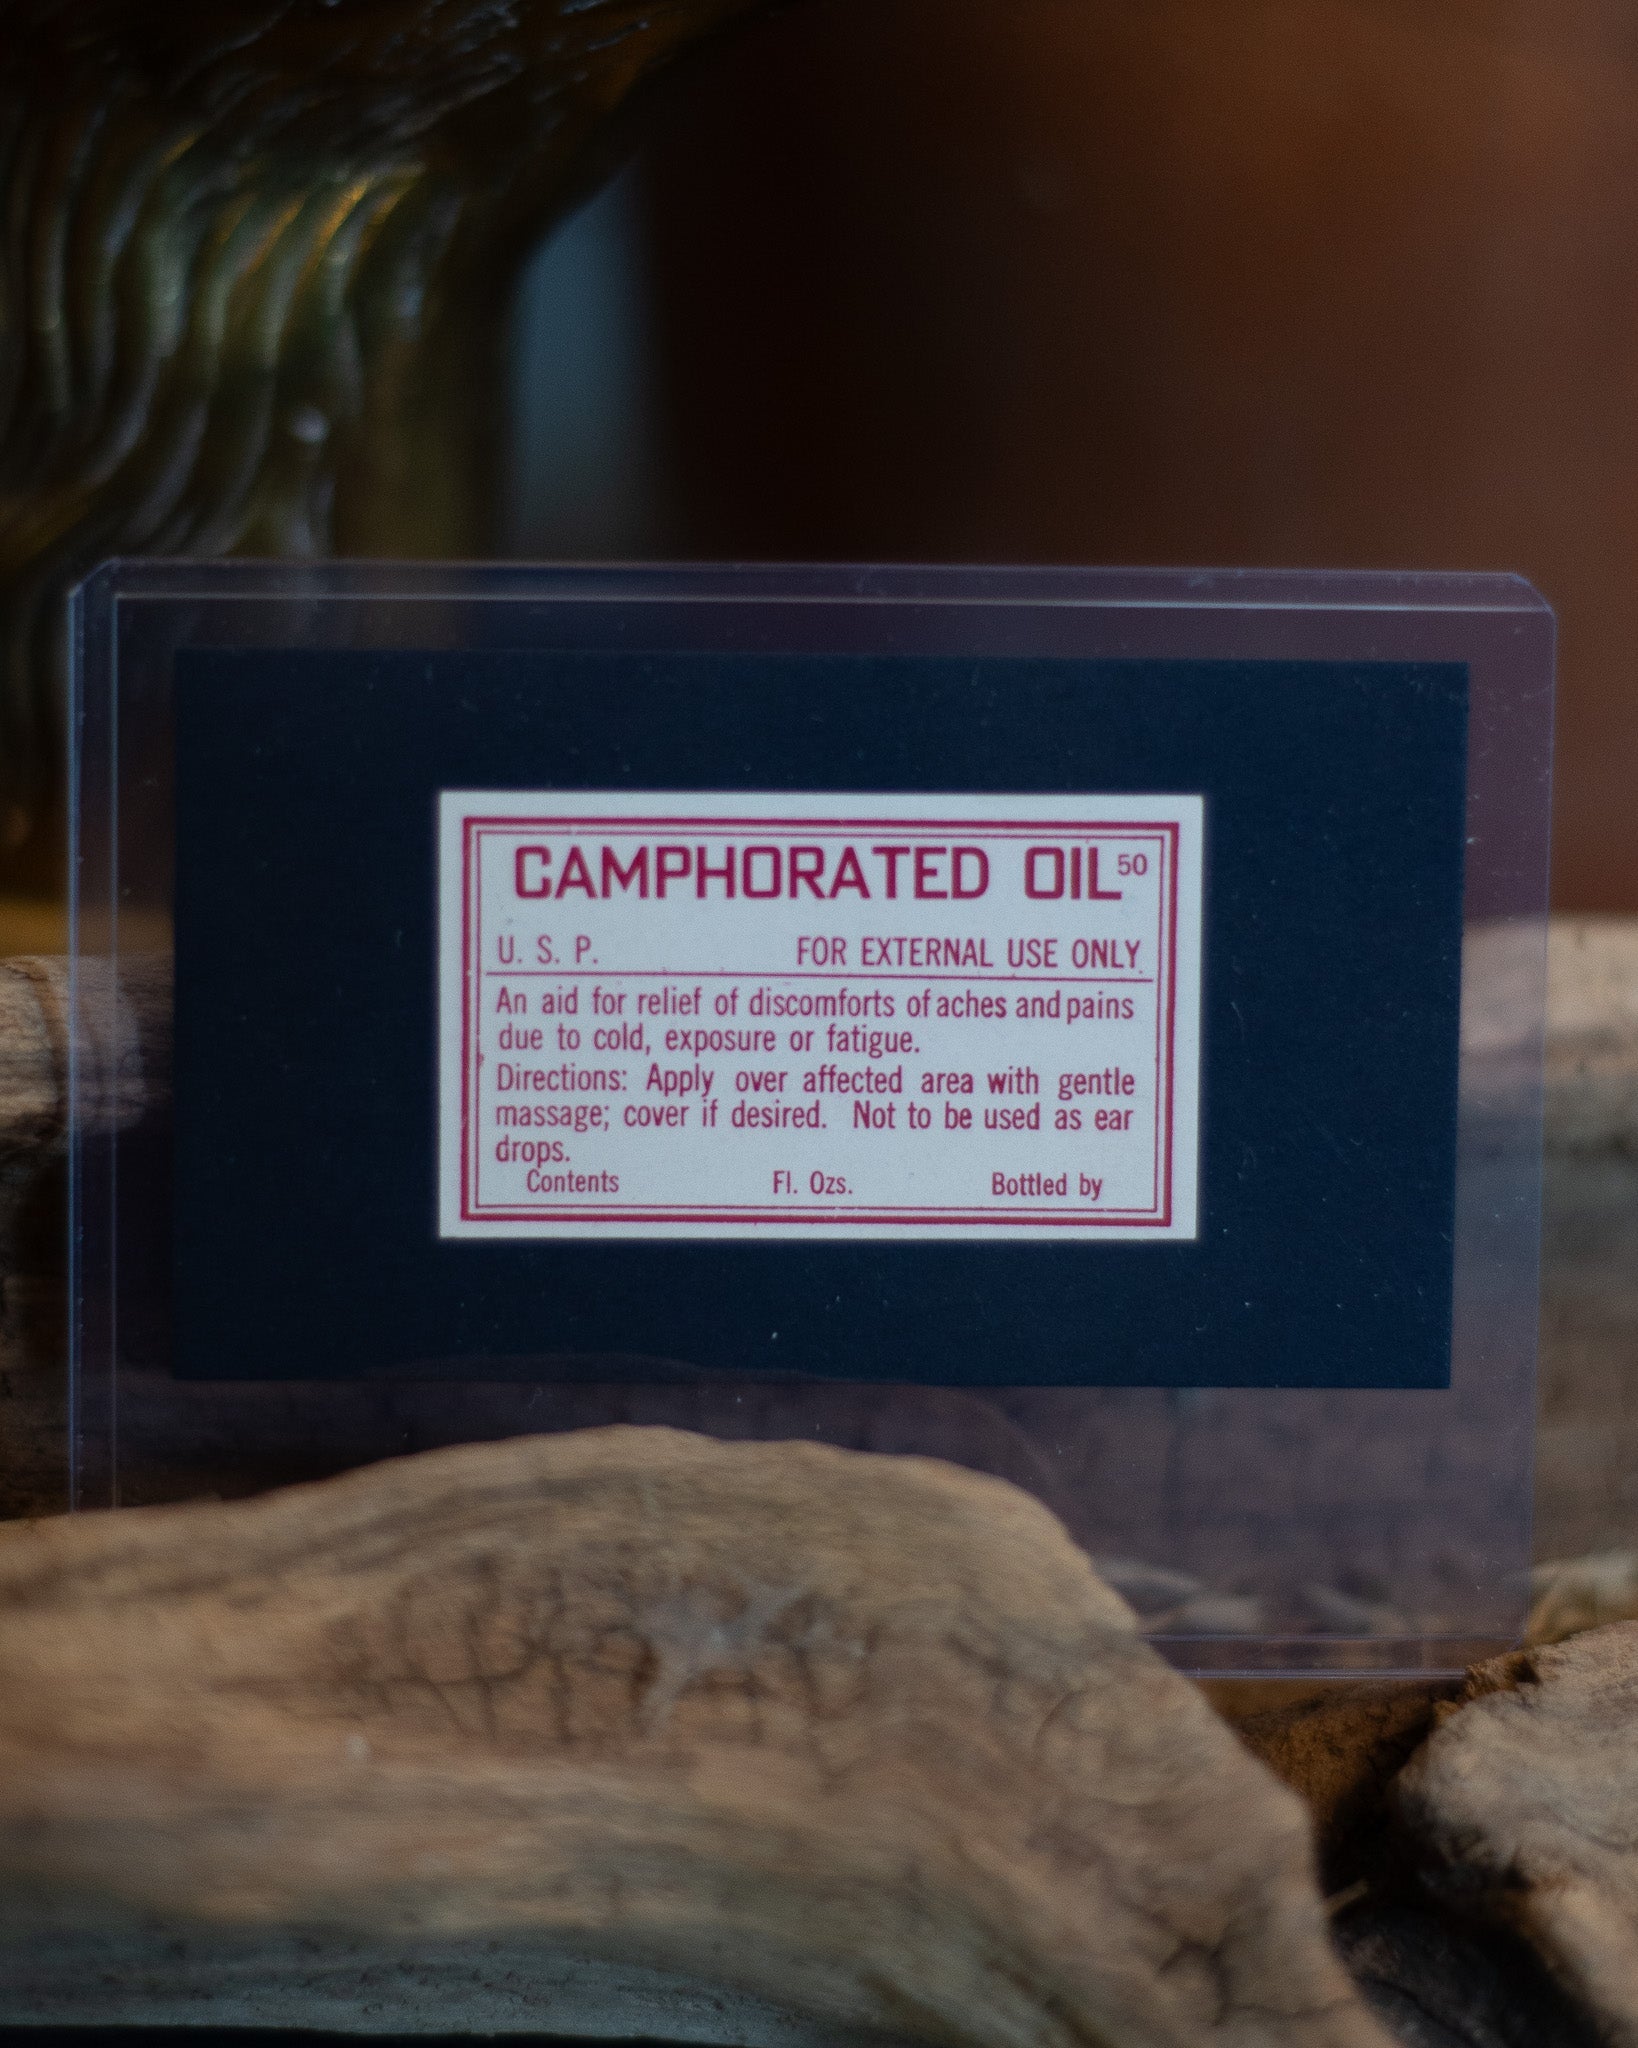 CAMPHORATED OIL 50
U. S. P. FOR EXTERNAL USE ONLY
An aid for relief of discomforts of aches and pains
due to cold, exposure or fatigue.
Directions: Apply over affected area with gentle
massage; cover if desired. Not to be used as ear
drops.
Contents Fl. Ozs. Bottled by